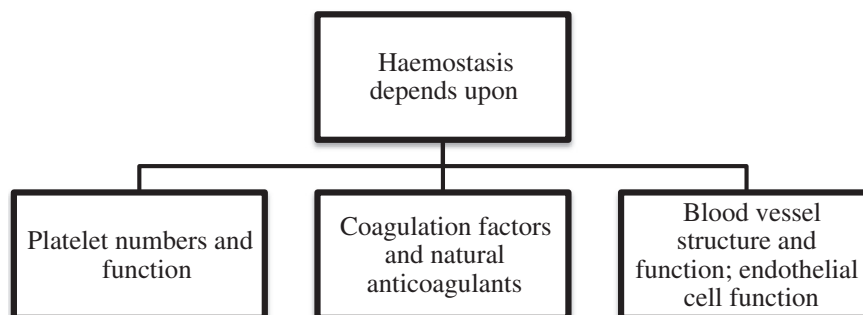 Haemostasis
depends upon
Platelet numbers and
function
Coagulation factors
and natural
anticoagulants
Blood vessel
structure and
function; endothelial
cell function